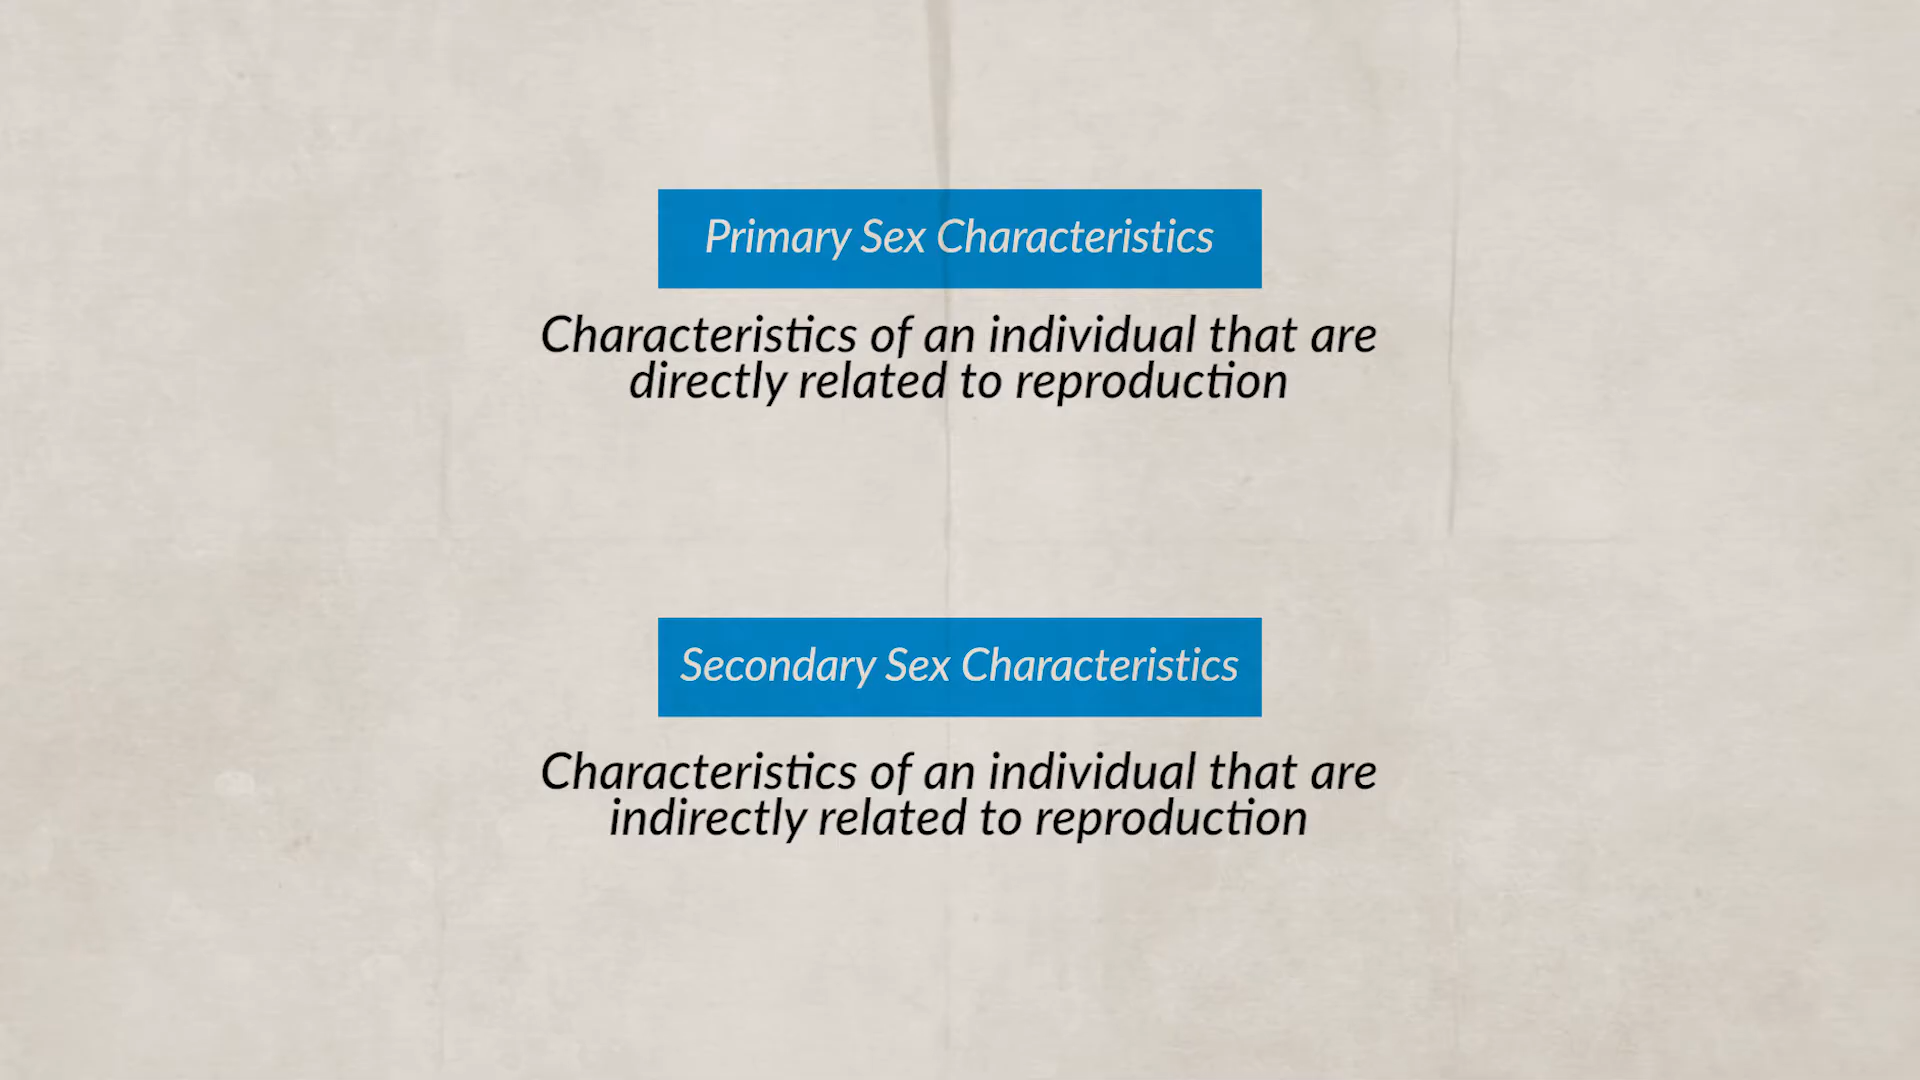 Primary Sex Characteristics
Characteristics of an individual that are
directly related to reproduction
Secondary Sex Characteristics
Characteristics of an individual that are
indirectly related to reproduction